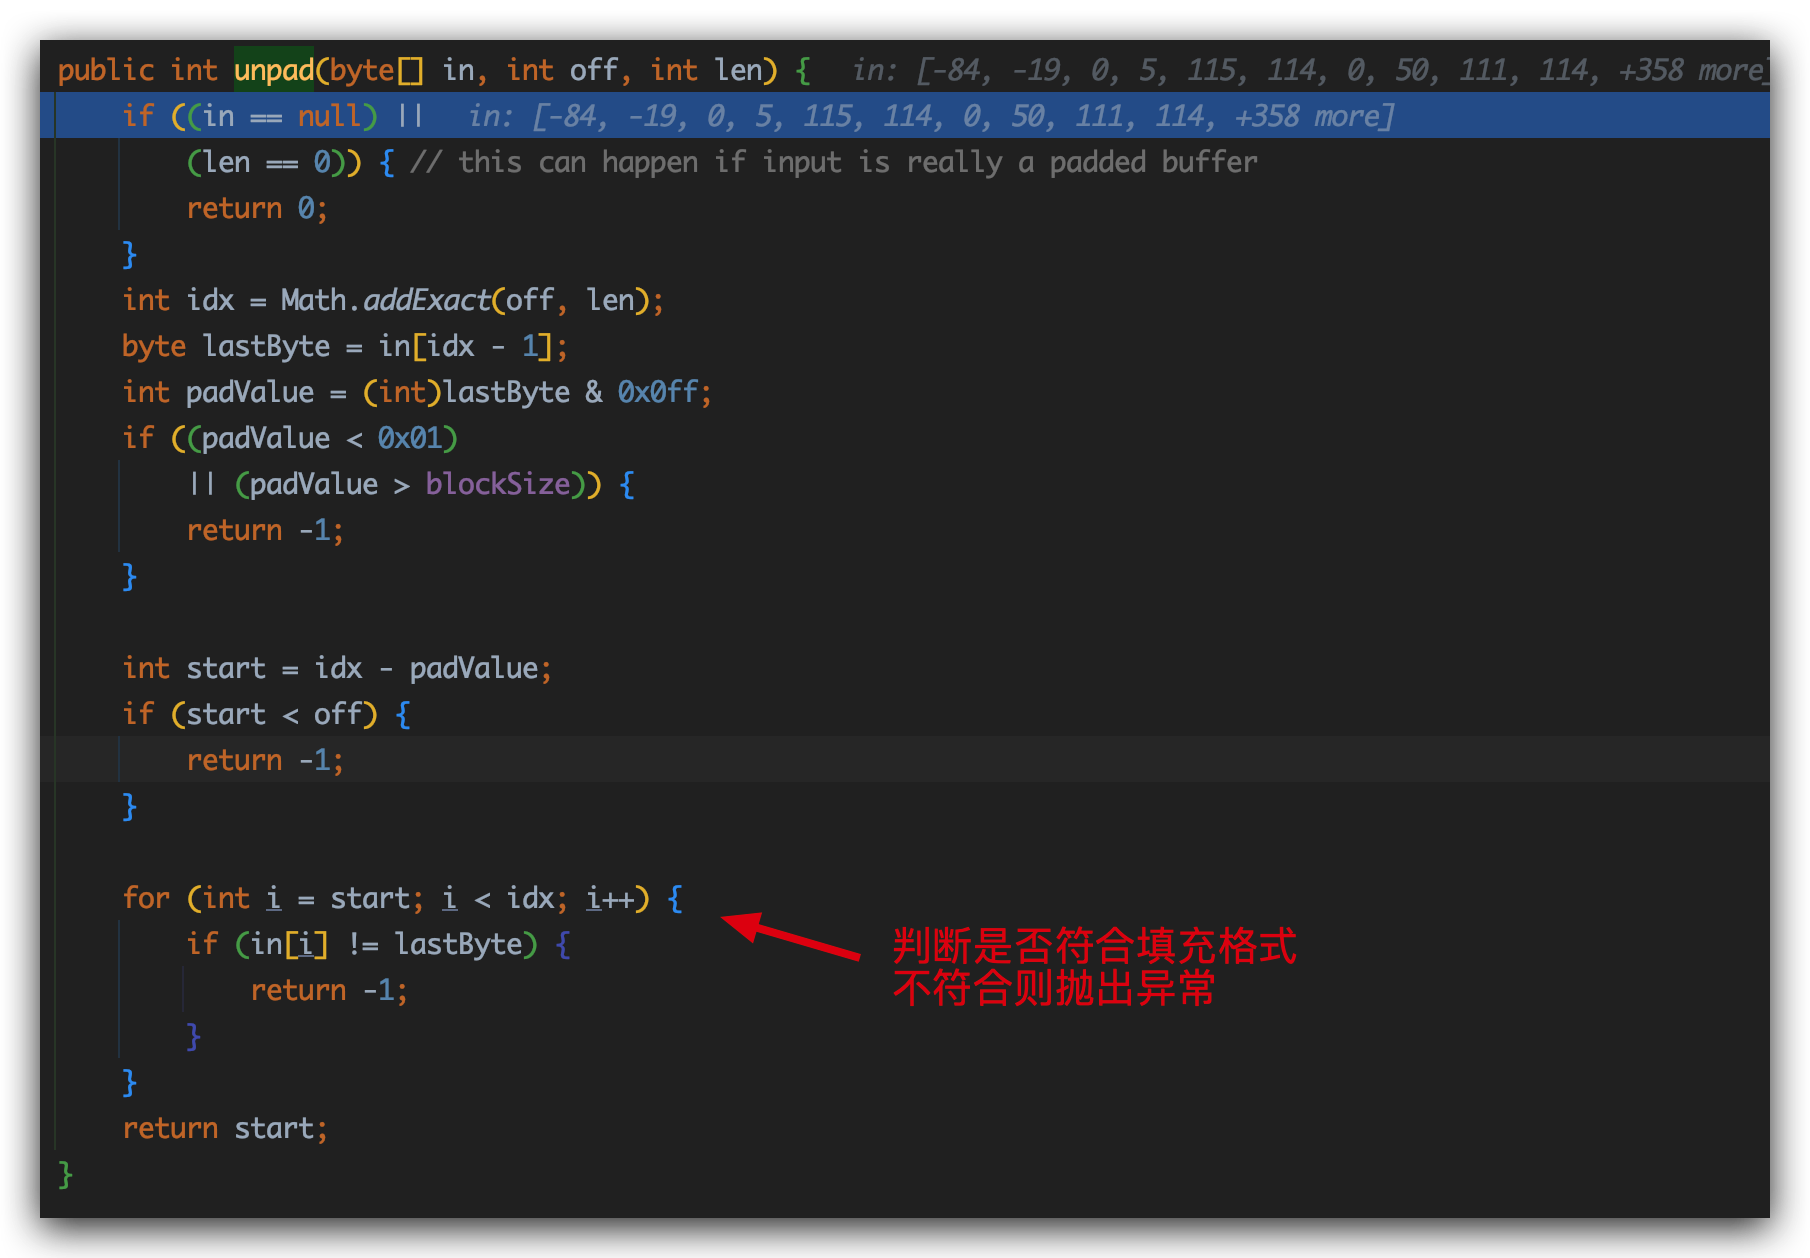 public int unpad(byte[] in, int off, int len) {   in: [-84, -19, 0, 5, 115, 114, 0, 50, 111, 114, +358 more]
    if ((in == null) ||   in: [-84, -19, 0, 5, 115, 114, 0, 50, 111, 114, +358 more]
        (len == 0)) { // this can happen if input is really a padded buffer
        return 0;
    }
    int idx = Math.addExact(off, len);
    byte lastByte = in[idx - 1];
    int padValue = (int)lastByte & 0x0ff;
    if ((padValue < 0x01)
        || (padValue > blockSize)) {
        return -1;
    }
    int start = idx - padValue;
    if (start < off) {
        return -1;
    }
    for (int i = start; i < idx; i++) {
        if (in[i] != lastByte) {
            return -1;
        }
    }
    return start;
}
判断是否符合填充格式
不符合则抛出异常